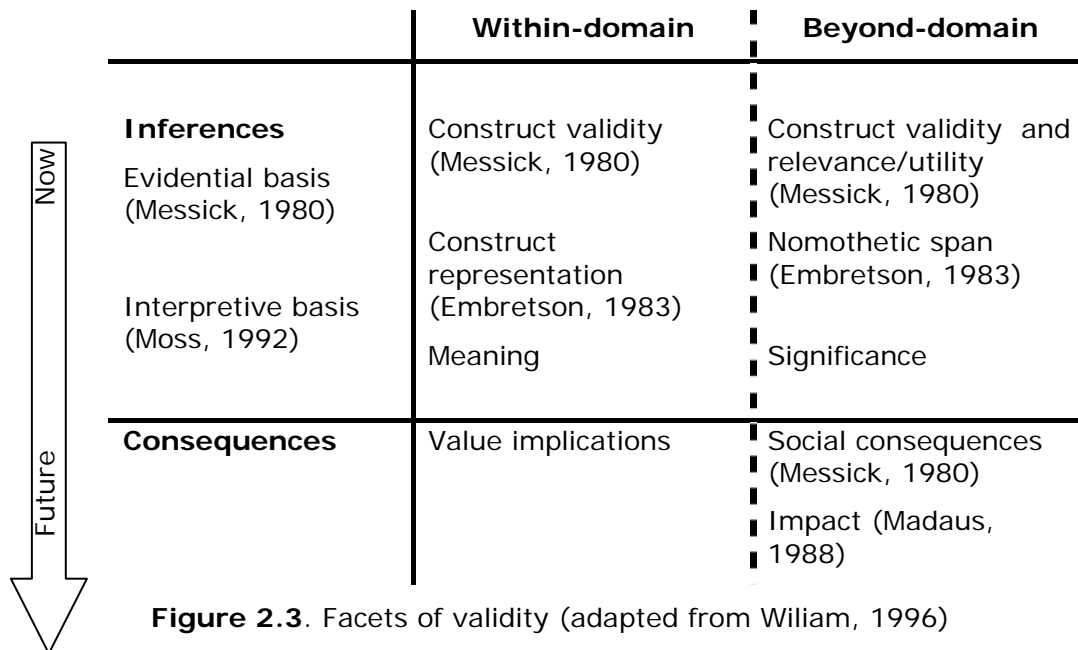 Within-domain
Beyond-domain
Now
Future
Inferences
Evidential basis
(Messick, 1980)
Interpretive basis
(Moss, 1992)
Construct validity
(Messick, 1980)
Construct
representation
(Embretson, 1983)
Meaning
Construct validity and
relevance/utility
(Messick, 1980)
Nomothetic span
(Embretson, 1983)
Significance
Consequences
Value implications
Social consequences
(Messick, 1980)
Impact (Madaus,
1988)
Figure 2.3. Facets of validity (adapted from Wiliam, 1996)